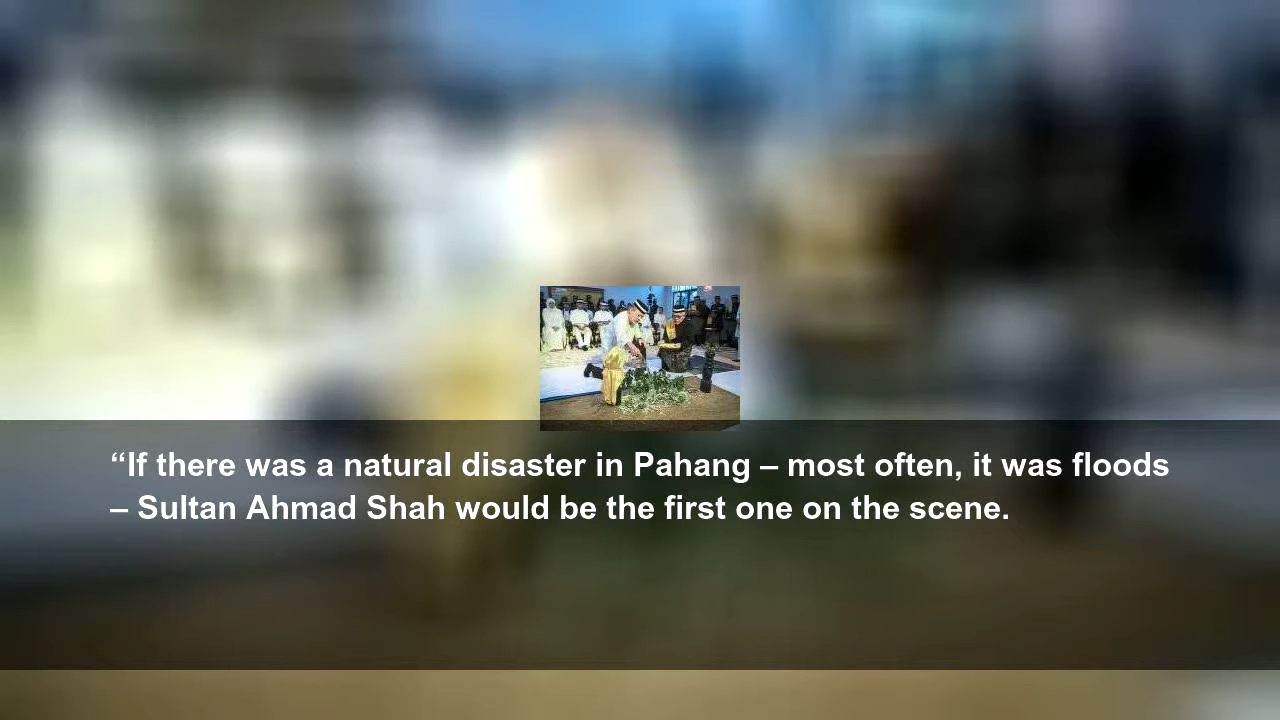 “If there was a natural disaster in Pahang – most often, it was floods
– Sultan Ahmad Shah would be the first one on the scene.